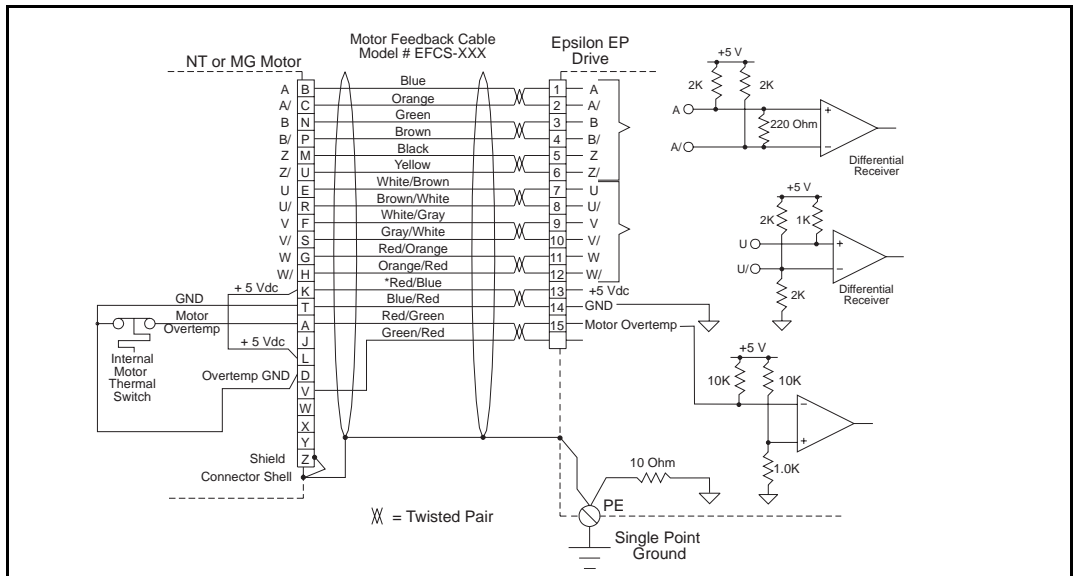 Motor Feedback Cable
Model # EFCS-XXX
Epsilon EP
Drive
NT or MG Motor
A B Blue 1 A
A/ C Orange 2 A/
B N Green 3 B
B/ P Brown 4 B/
Z M Black 5 Z
Z/ U Yellow 6 Z/
U E White/Brown 7 U
U/ R Brown/White 8 U/
V F White/Gray 9 V
V/ S Gray/White 10 V/
W G Red/Orange 11 W
W/ H Orange/Red 12 W/
+ 5 Vdc K *Red/Blue 13 +5 Vdc
GND T Blue/Red 14 GND
Motor
Overtemp
A Red/Green 15 Motor Overtemp
J Green/Red
+ 5 Vdc L
Overtemp GND D
V
W
X
Y
Shield Z
Connector Shell
Internal
Motor
Thermal
Switch
+5 V
2K 2K
A
220 Ohm
A/
+
−
Differential
Receiver
+5 V
2K 1K
U
U/
+
−
2K
Differential
Receiver
+5 V
10K 10K
−
+
1.0K
10 Ohm
PE
Single Point
Ground
= Twisted Pair